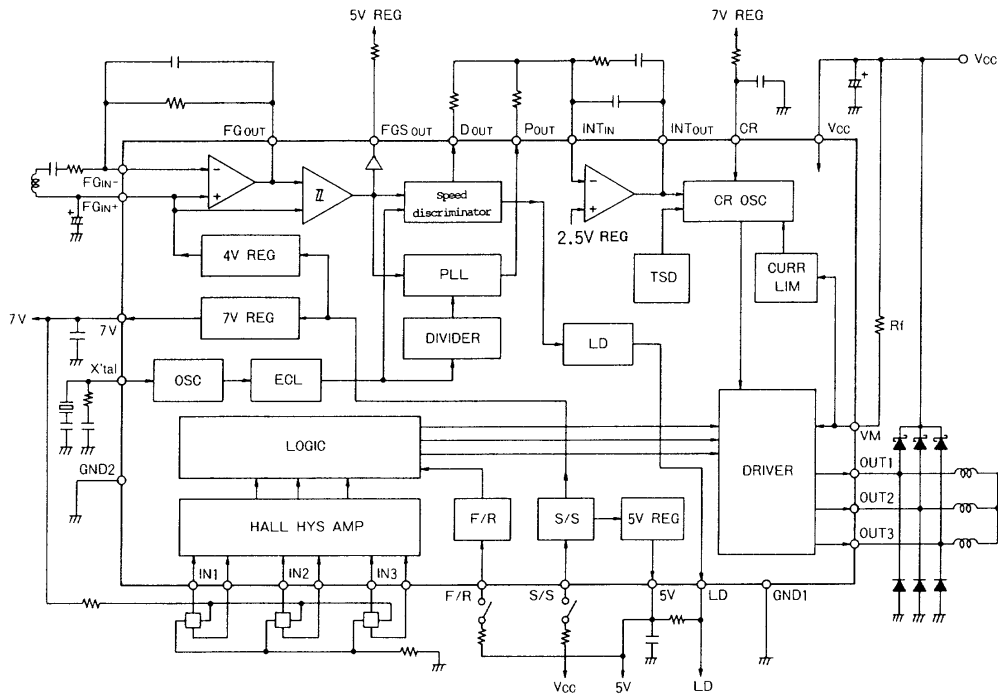 5V REG
7V REG
VCC
FGOUT
FGSOUT
DOUT
POUT
INTIN
INTOUT
CR
VCC
FGIN-
FGIN+
-
+
Speed
discriminator
-
+
2.5V REG
CR OSC
4V REG
PLL
TSD
CURR
LIM
7V
7V
7V REG
DIVIDER
LD
Rf
X'tal
OSC
ECL
VM
LOGIC
DRIVER
OUT1
GND2
OUT2
HALL HYS AMP
F/R
S/S
5V REG
OUT3
IN1
IN2
IN3
F/R
S/S
5V
LD
GND1
VCC
5V
LD